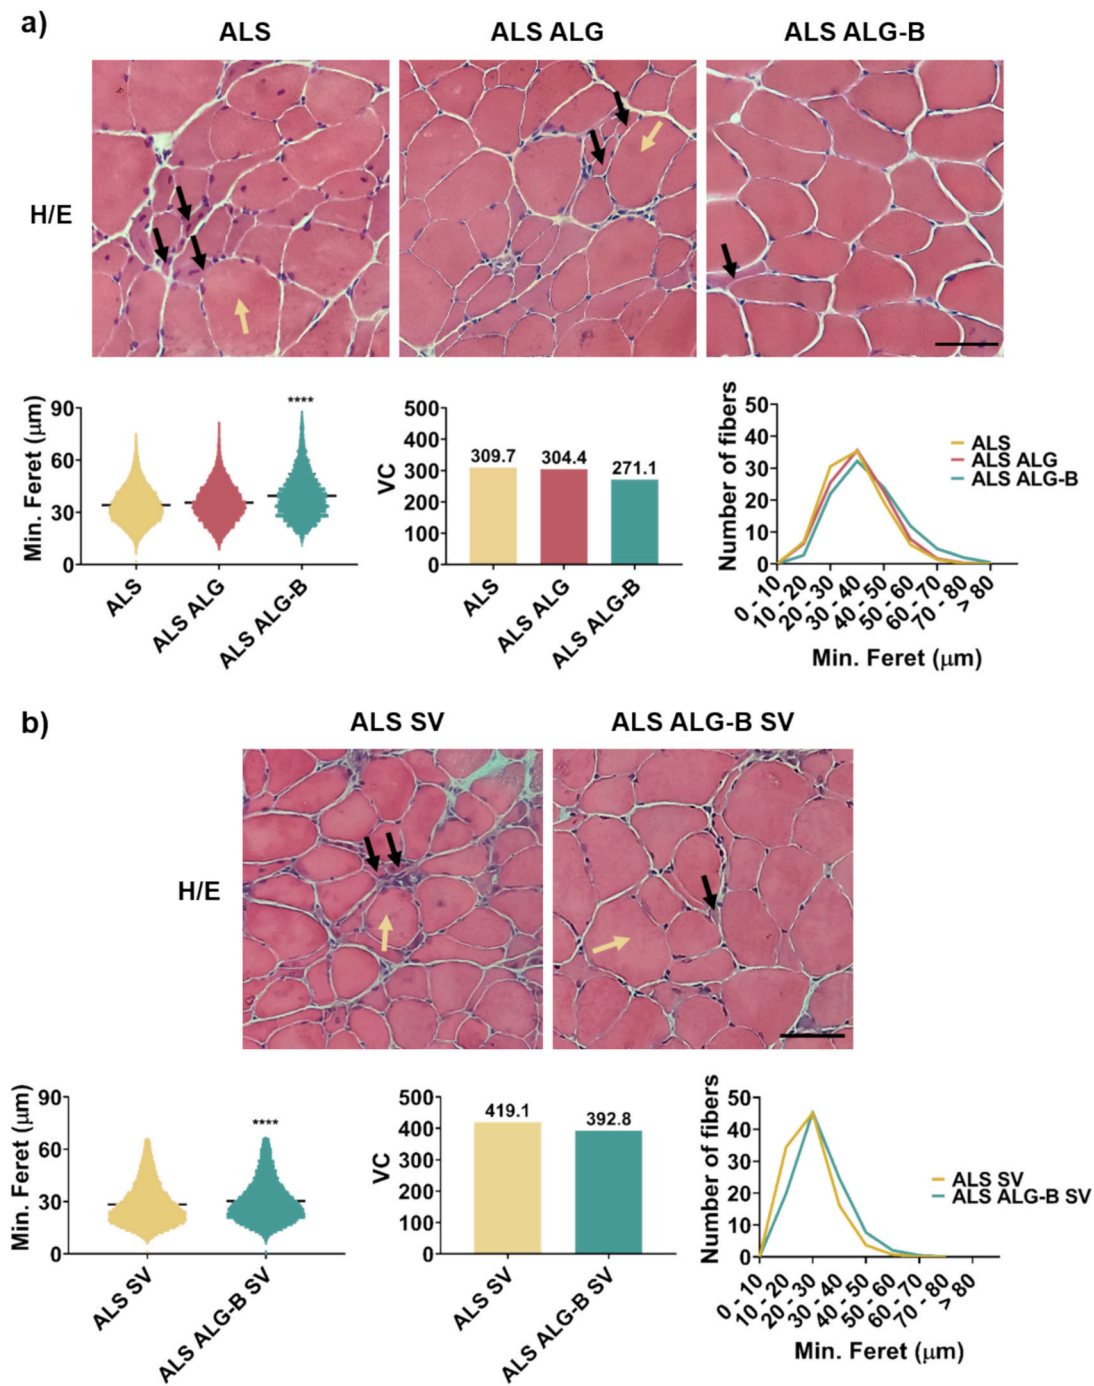 a)
ALS
ALS ALG
ALS ALG-B
H/E
Min. Feret (μm)
90
60
30
0
****
ALS
ALS ALG
ALS ALG-B
VC
500
400
300
200
100
0
309.7
304.4
271.1
ALS
ALS ALG
ALS ALG-B
Number of fibers
50
40
30
20
10
0
ALS
ALS ALG
ALS ALG-B
0 - 10
10 - 20
20 - 30
30 - 40
40 - 50
50 - 60
60 - 70
70 - 80
> 80
Min. Feret (μm)
b)
ALS SV
ALS ALG-B SV
H/E
Min. Feret (μm)
90
60
30
0
****
ALS SV
ALS ALG-B SV
VC
500
400
300
200
100
0
419.1
392.8
ALS SV
ALS ALG-B SV
Number of fibers
50
40
30
20
10
0
ALS SV
ALS ALG-B SV
0 - 10
10 - 20
20 - 30
30 - 40
40 - 50
50 - 60
60 - 70
70 - 80
> 80
Min. Feret (μm)